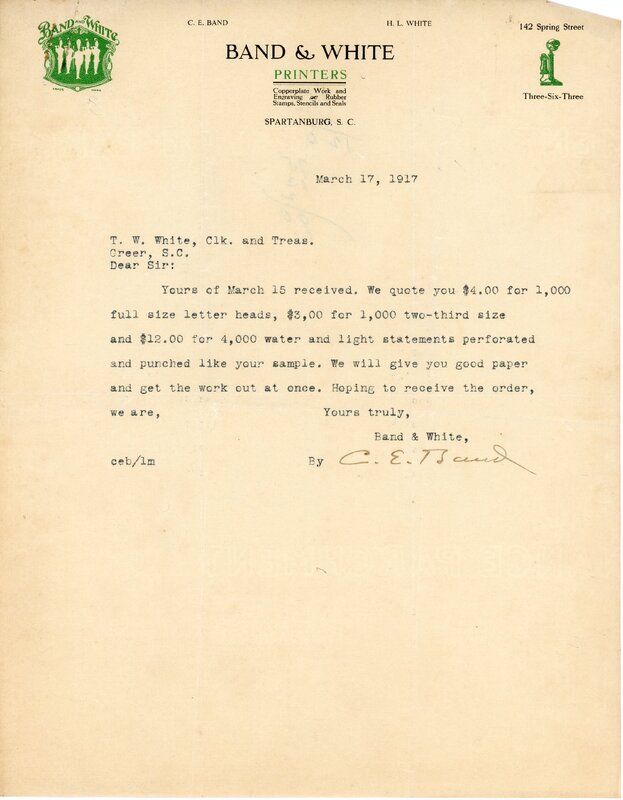 BAND AND WHITE
TRADE MARK
C. E. BAND
H. L. WHITE
142 Spring Street
BAND & WHITE
PRINTERS
Copperplate Work and
Engraving or Rubber
Stamps, Stencils and Seals
Three-Six-Three
SPARTANBURG, S. C.
March 17, 1917
T. W. White, Clk. and Treas.
Greer, S.C.
Dear Sir:
Yours of March 15 received. We quote you $4.00 for 1,000
full size letter heads, $3,00 for 1,000 two-third size
and $12.00 for 4,000 water and light statements perforated
and punched like your sample. We will give you good paper
and get the work out at once. Hoping to receive the order,
we are, Yours truly,
Band & White,
ceb/lm By C. E. Band